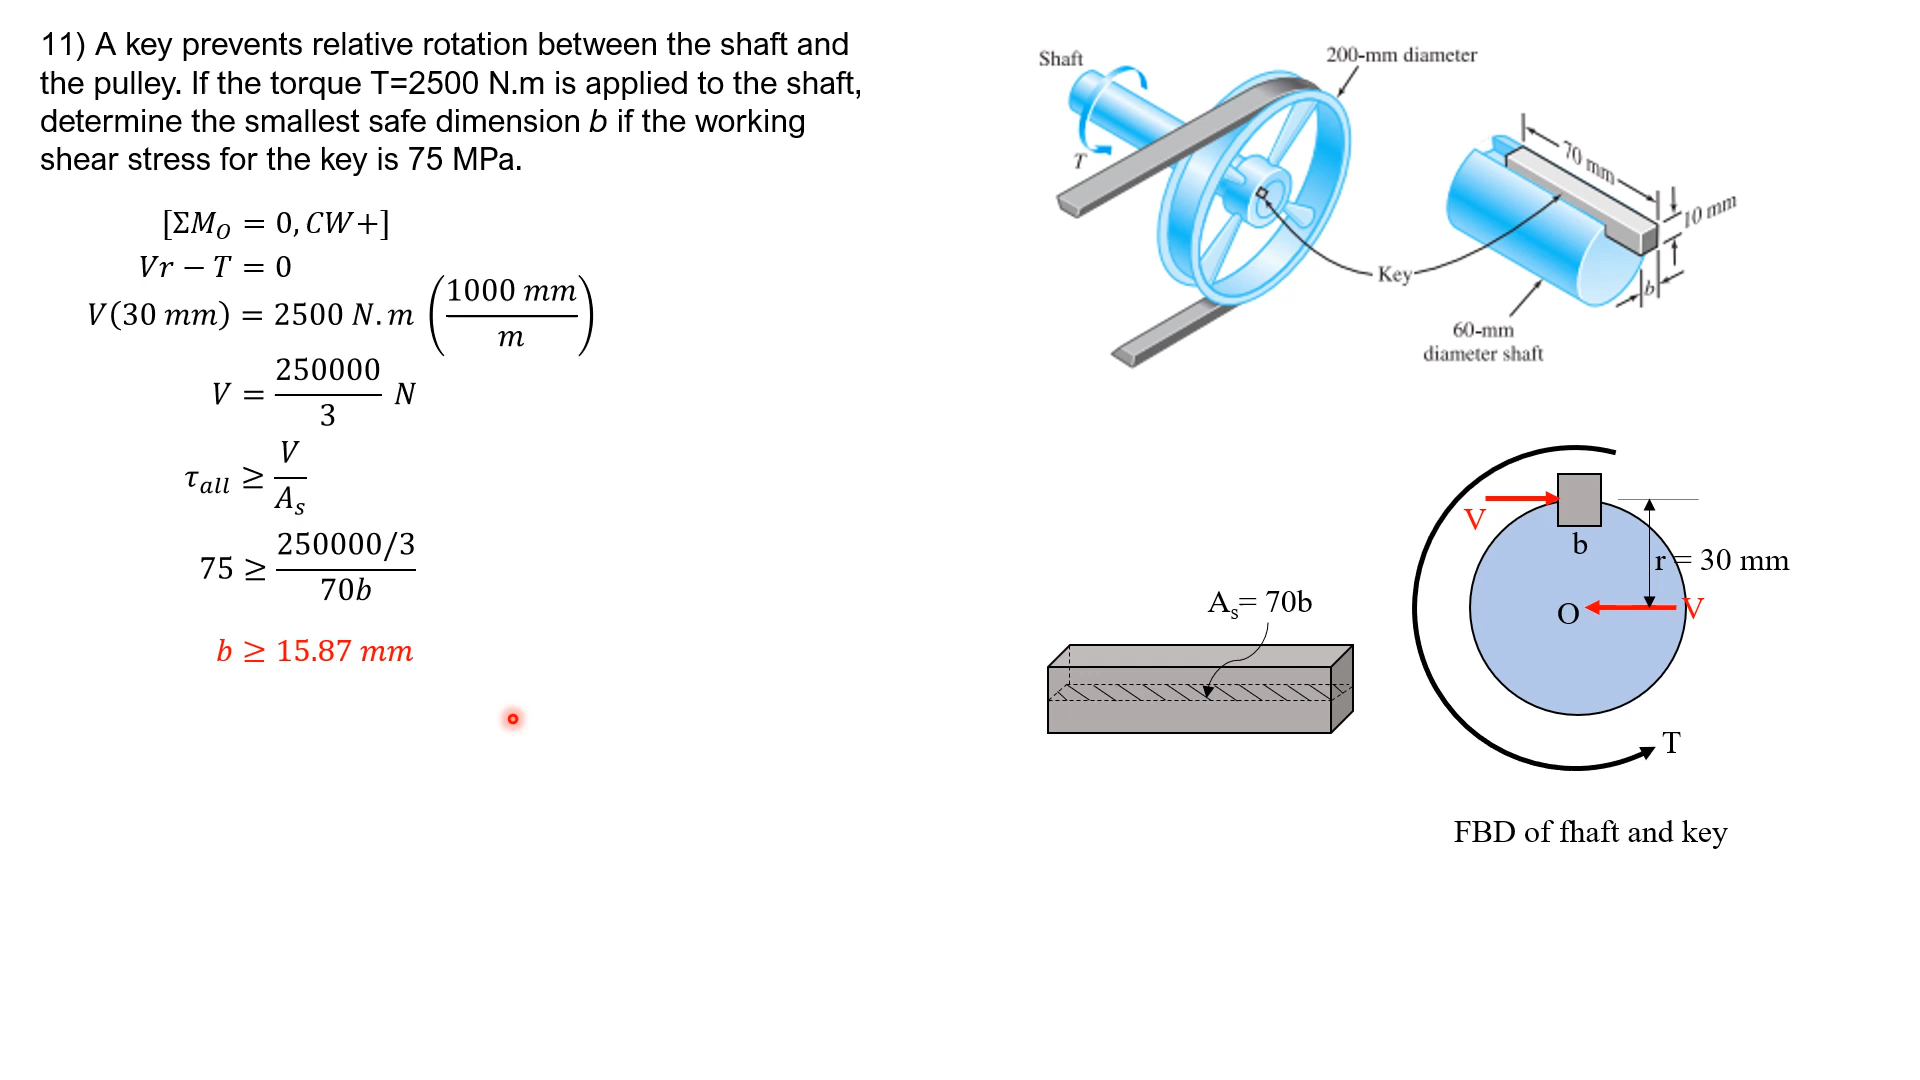 11) A key prevents relative rotation between the shaft and
the pulley. If the torque T=2500 N.m is applied to the shaft,
determine the smallest safe dimension b if the working
shear stress for the key is 75 MPa.
[ΣM_O = 0, CW+]
Vr − T = 0
V(30 mm) = 2500 N.m (1000 mm / m)
V = 250000/3 N
τ_all ≥ V/A_s
75 ≥ (250000/3)/70b
b ≥ 15.87 mm
Shaft
200-mm diameter
T
70 mm
10 mm
Key
b
60-mm
diameter shaft
V
b
r = 30 mm
O
V
A_s= 70b
T
FBD of fhaft and key